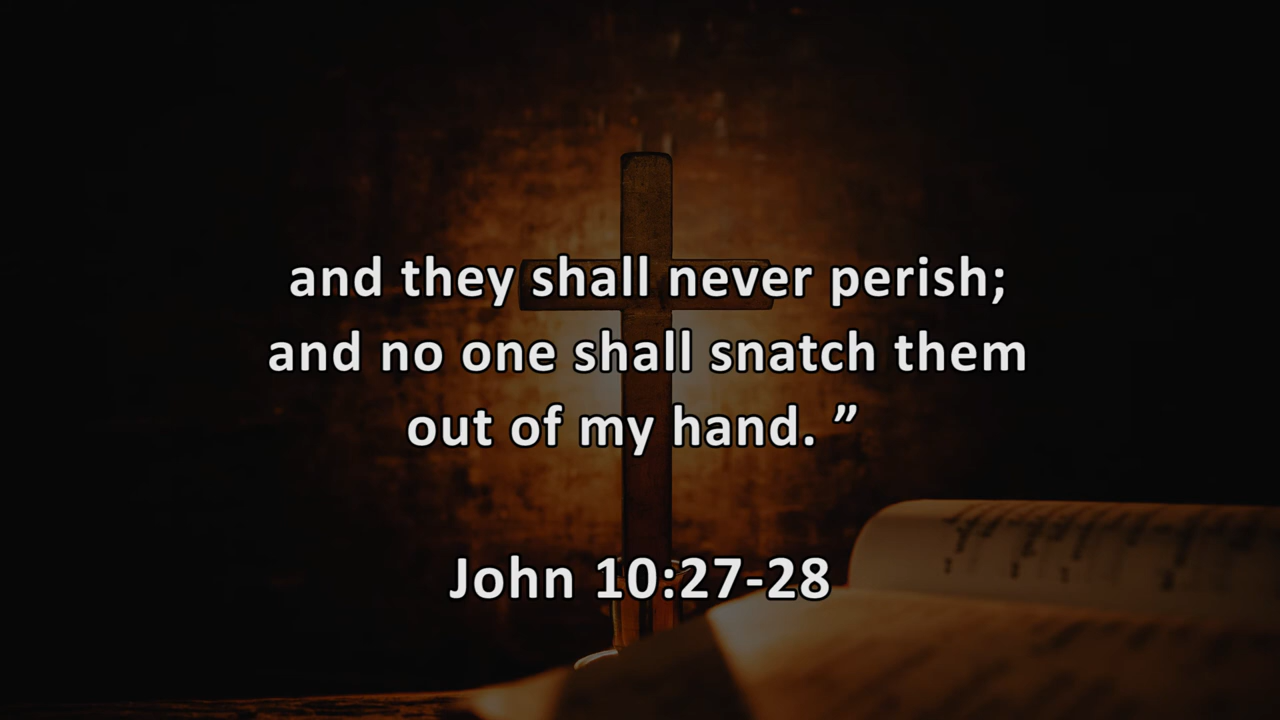 and they shall never perish;
and no one shall snatch them
out of my hand. ”
John 10:27-28